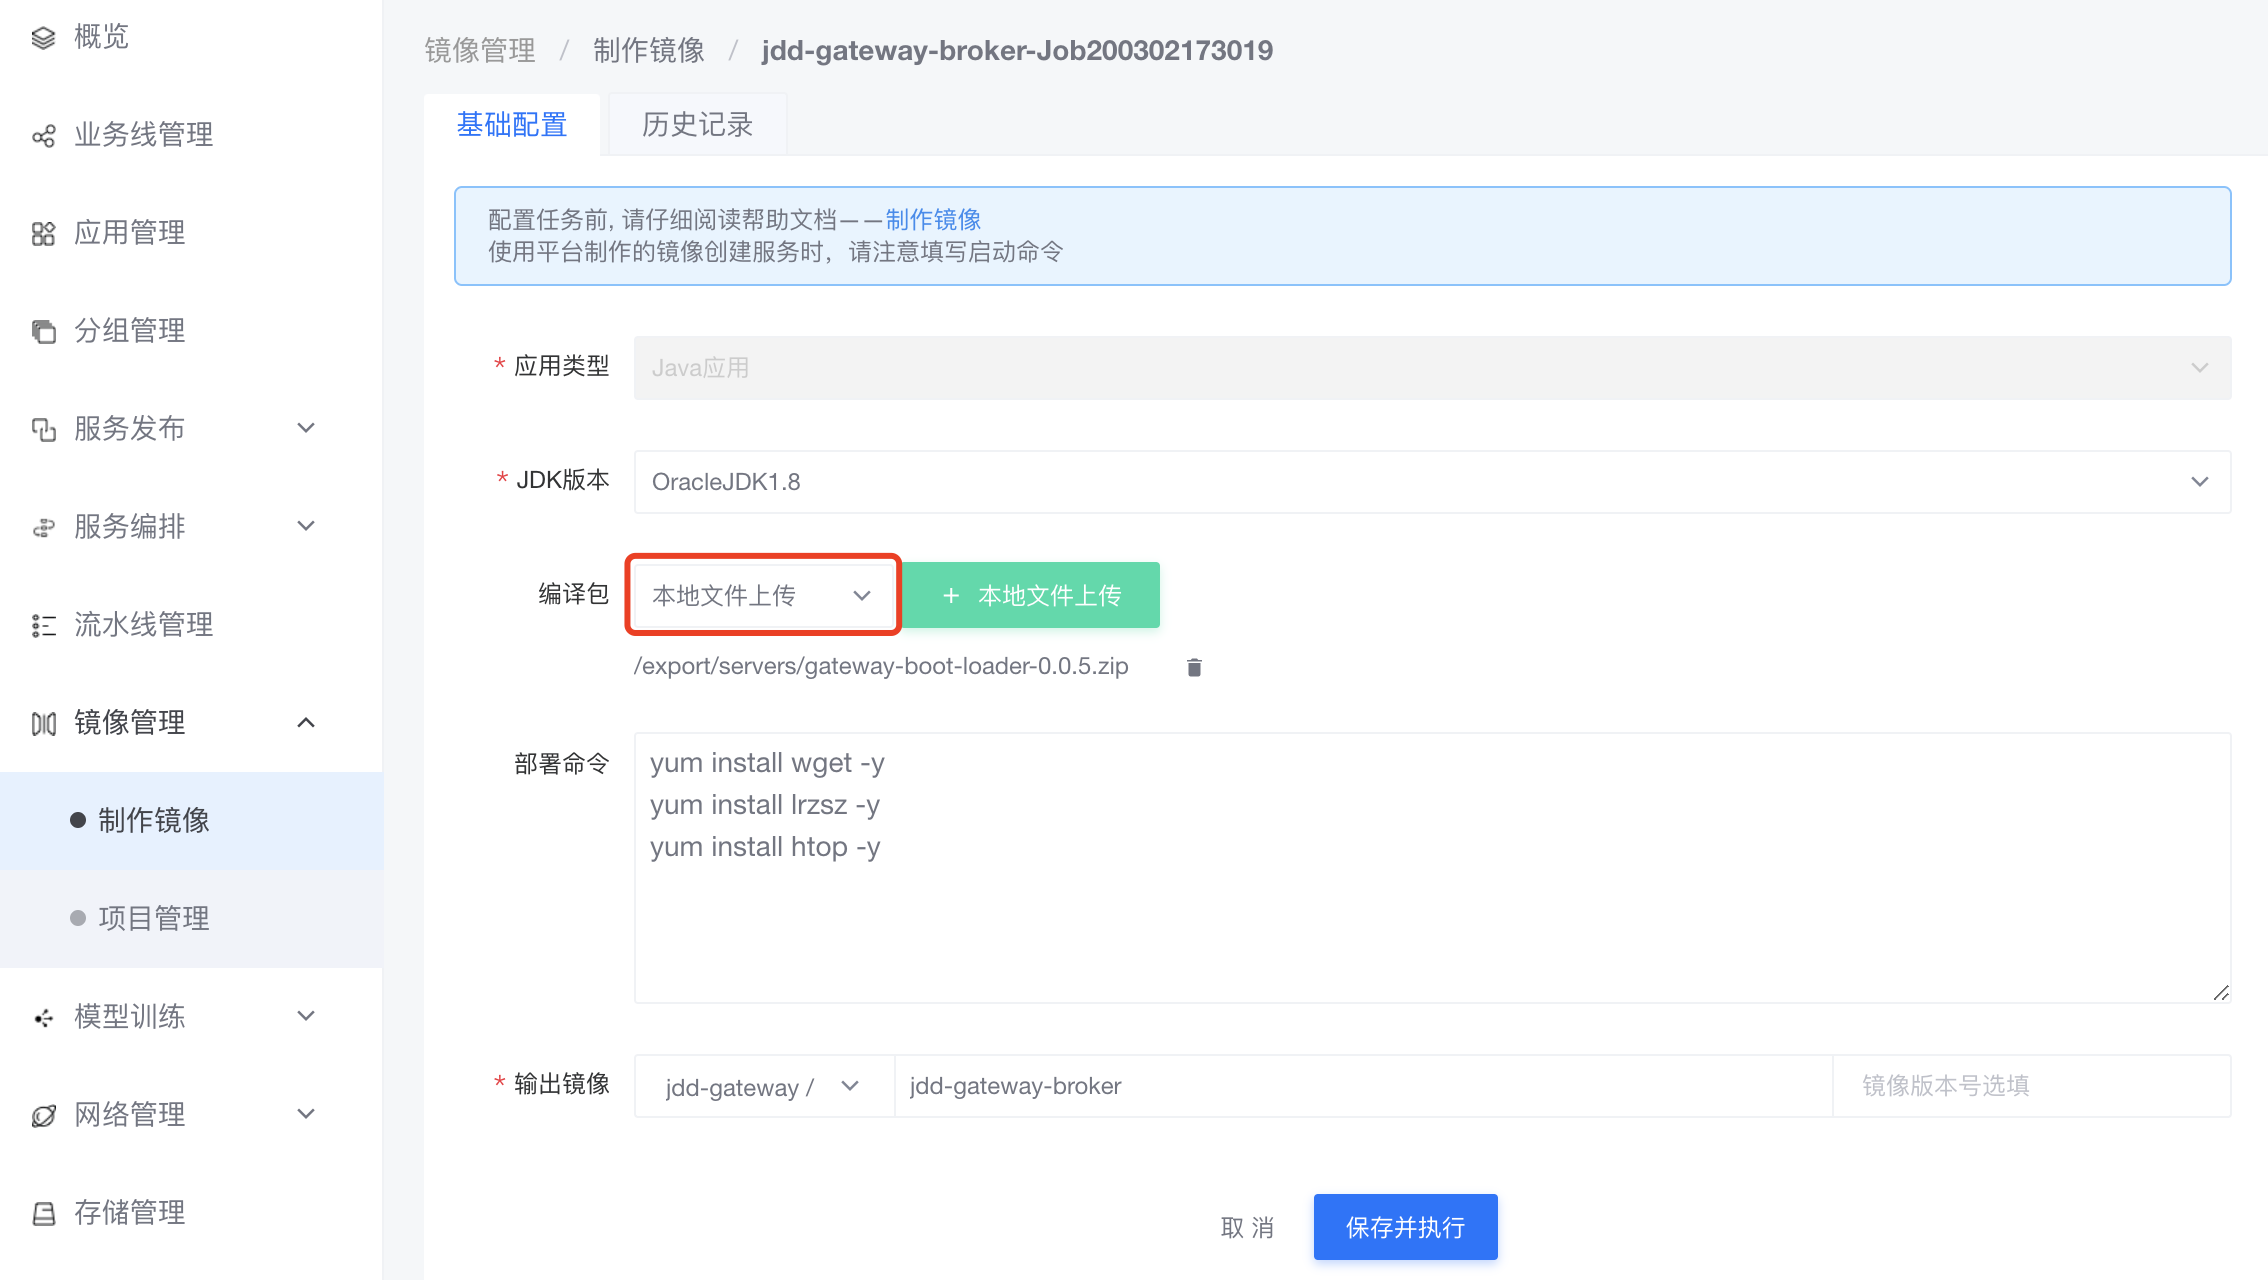 概览
业务线管理
应用管理
分组管理
服务发布
服务编排
流水线管理
镜像管理
制作镜像
项目管理
模型训练
网络管理
存储管理
镜像管理 / 制作镜像 / jdd-gateway-broker-Job200302173019
基础配置 历史记录
配置任务前, 请仔细阅读帮助文档——制作镜像
使用平台制作的镜像创建服务时，请注意填写启动命令
* 应用类型 Java应用
* JDK版本 OracleJDK1.8
编译包 本地文件上传 + 本地文件上传
/export/servers/gateway-boot-loader-0.0.5.zip
部署命令 yum install wget -y
yum install lrzsz -y
yum install htop -y
* 输出镜像 jdd-gateway / jdd-gateway-broker 镜像版本号选填
取 消 保存并执行